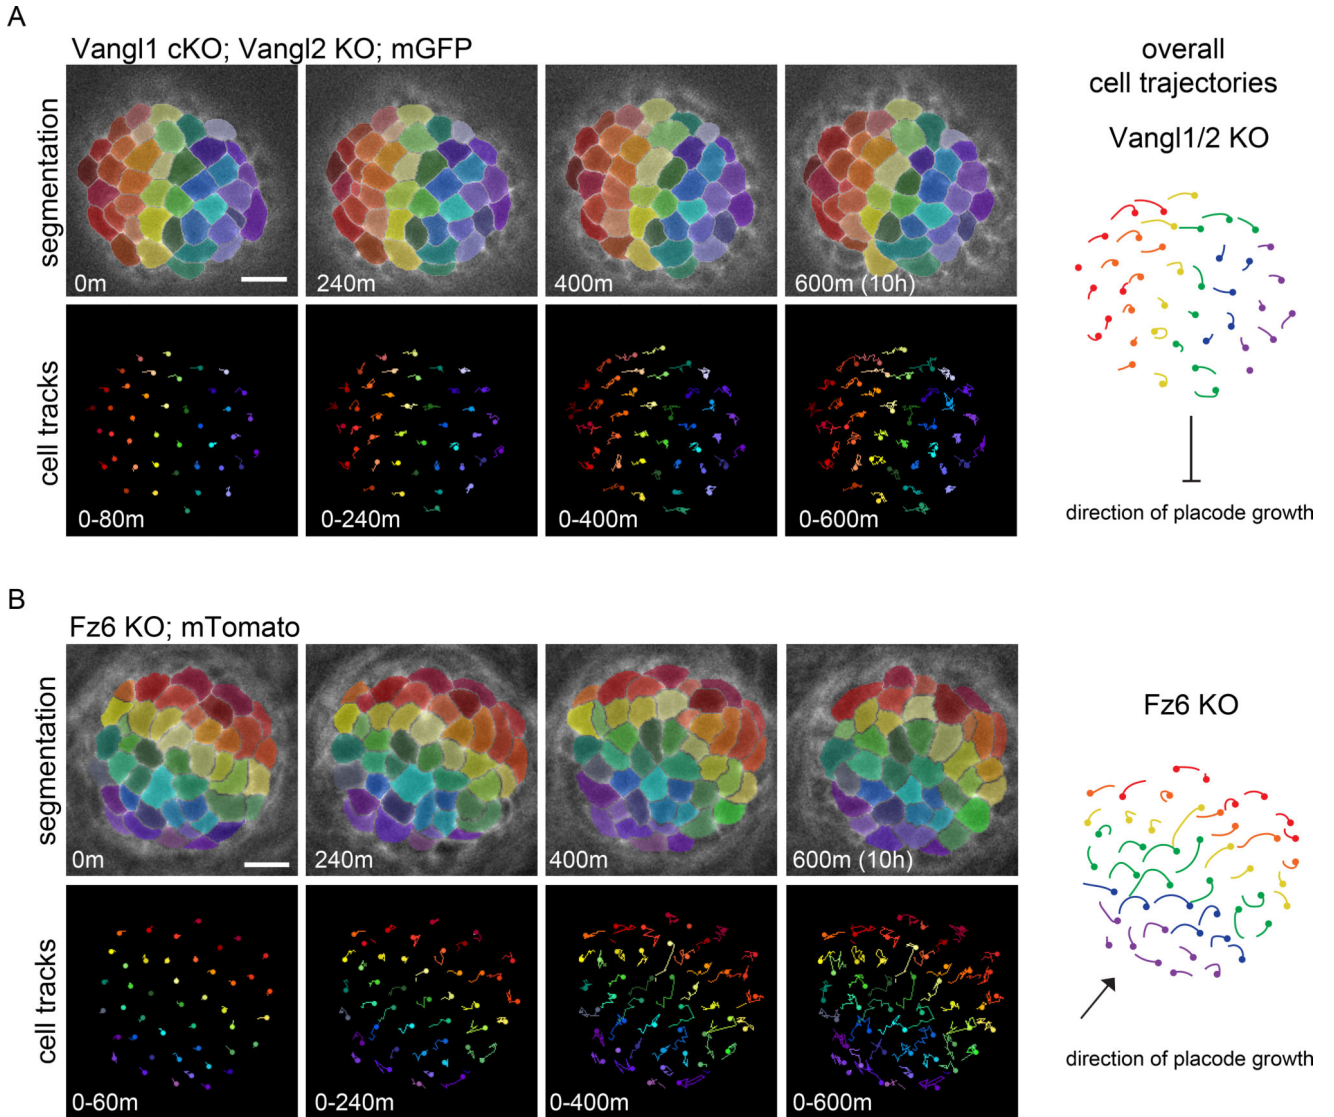 A
Vangl1 cKO; Vangl2 KO; mGFP
segmentation
0m
240m
400m
600m (10h)
cell tracks
0-80m
0-240m
0-400m
0-600m
overall
cell trajectories
Vangl1/2 KO
direction of placode growth
B
Fz6 KO; mTomato
segmentation
0m
240m
400m
600m (10h)
cell tracks
0-60m
0-240m
0-400m
0-600m
Fz6 KO
direction of placode growth